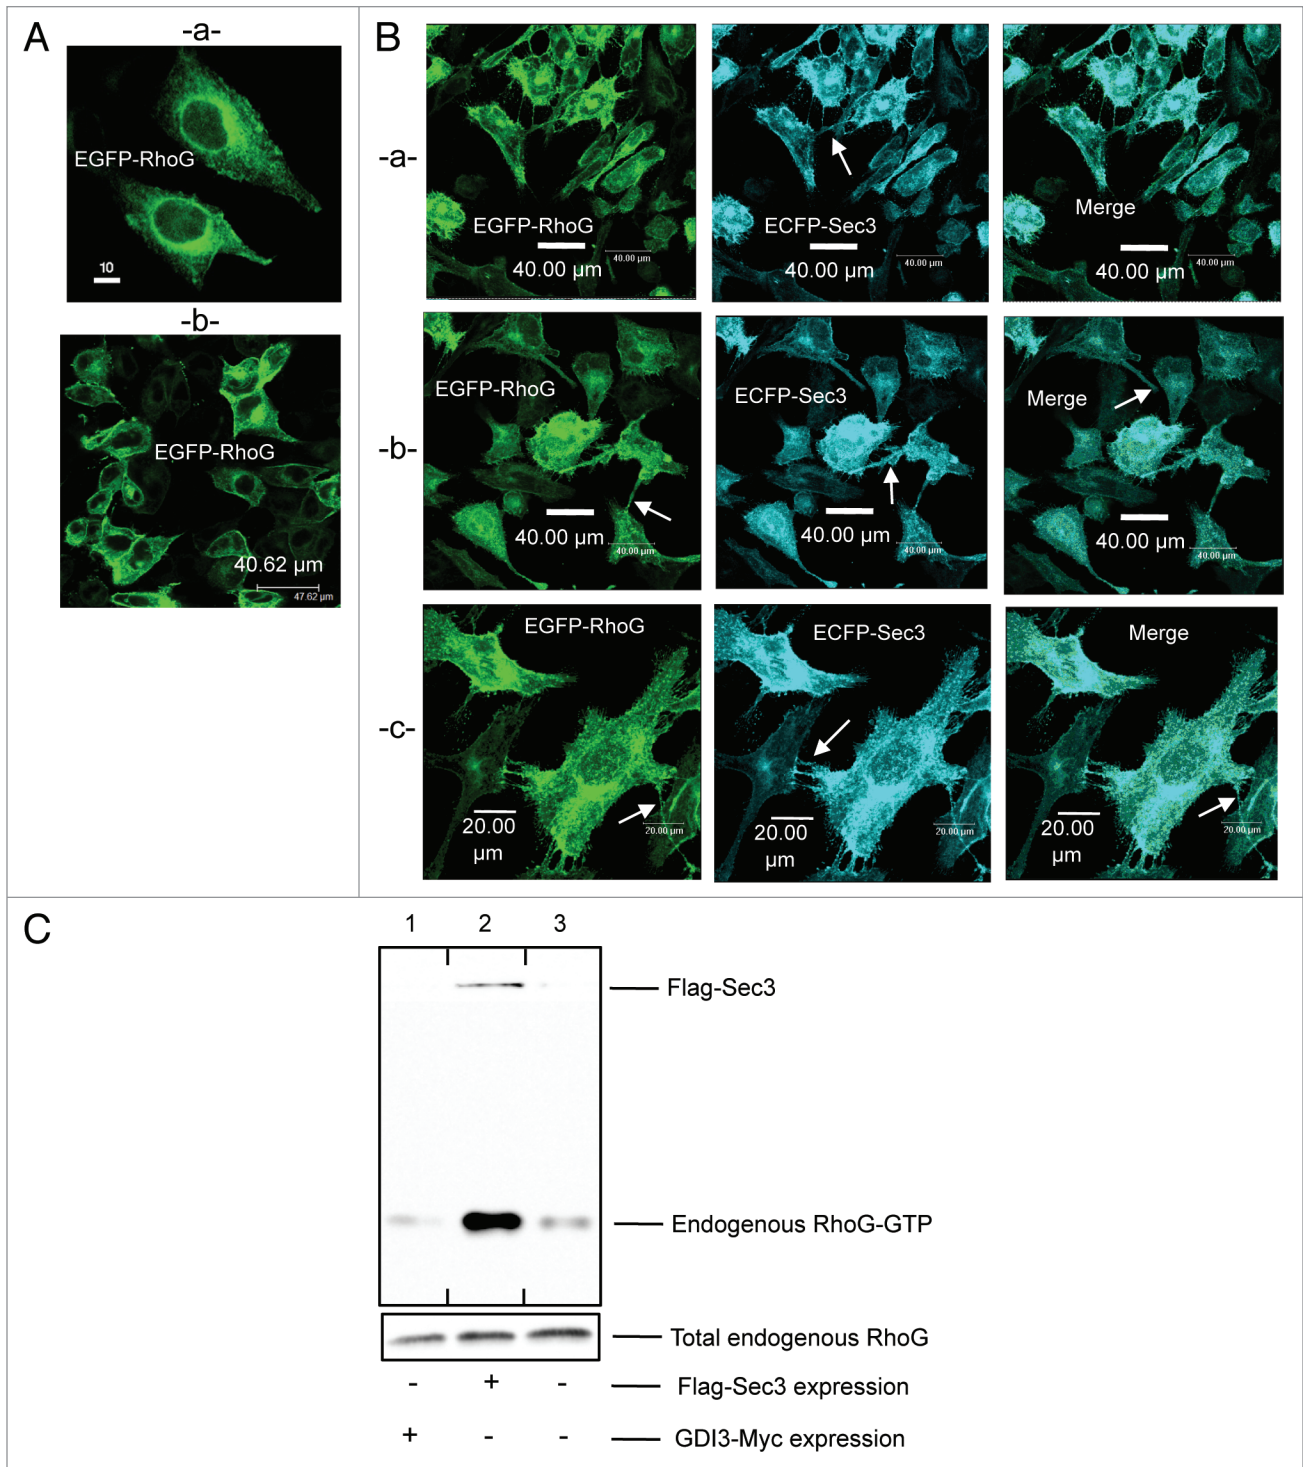 A
-a-
EGFP-RhoG
10
-b-
EGFP-RhoG
40.62 µm
47.62 µm
B
-a-
EGFP-RhoG
40.00 µm
40.00 µm
ECFP-Sec3
40.00 µm
40.00 µm
Merge
40.00 µm
40.00 µm
-b-
EGFP-RhoG
40.00 µm
40.00 µm
ECFP-Sec3
40.00 µm
40.00 µm
Merge
40.00 µm
40.00 µm
-c-
EGFP-RhoG
20.00
µm
20.00 µm
ECFP-Sec3
20.00
µm
20.00 µm
Merge
20.00
µm
20.00 µm
C
1 2 3
Flag-Sec3
Endogenous RhoG-GTP
Total endogenous RhoG
- + - Flag-Sec3 expression
+ - - GDI3-Myc expression